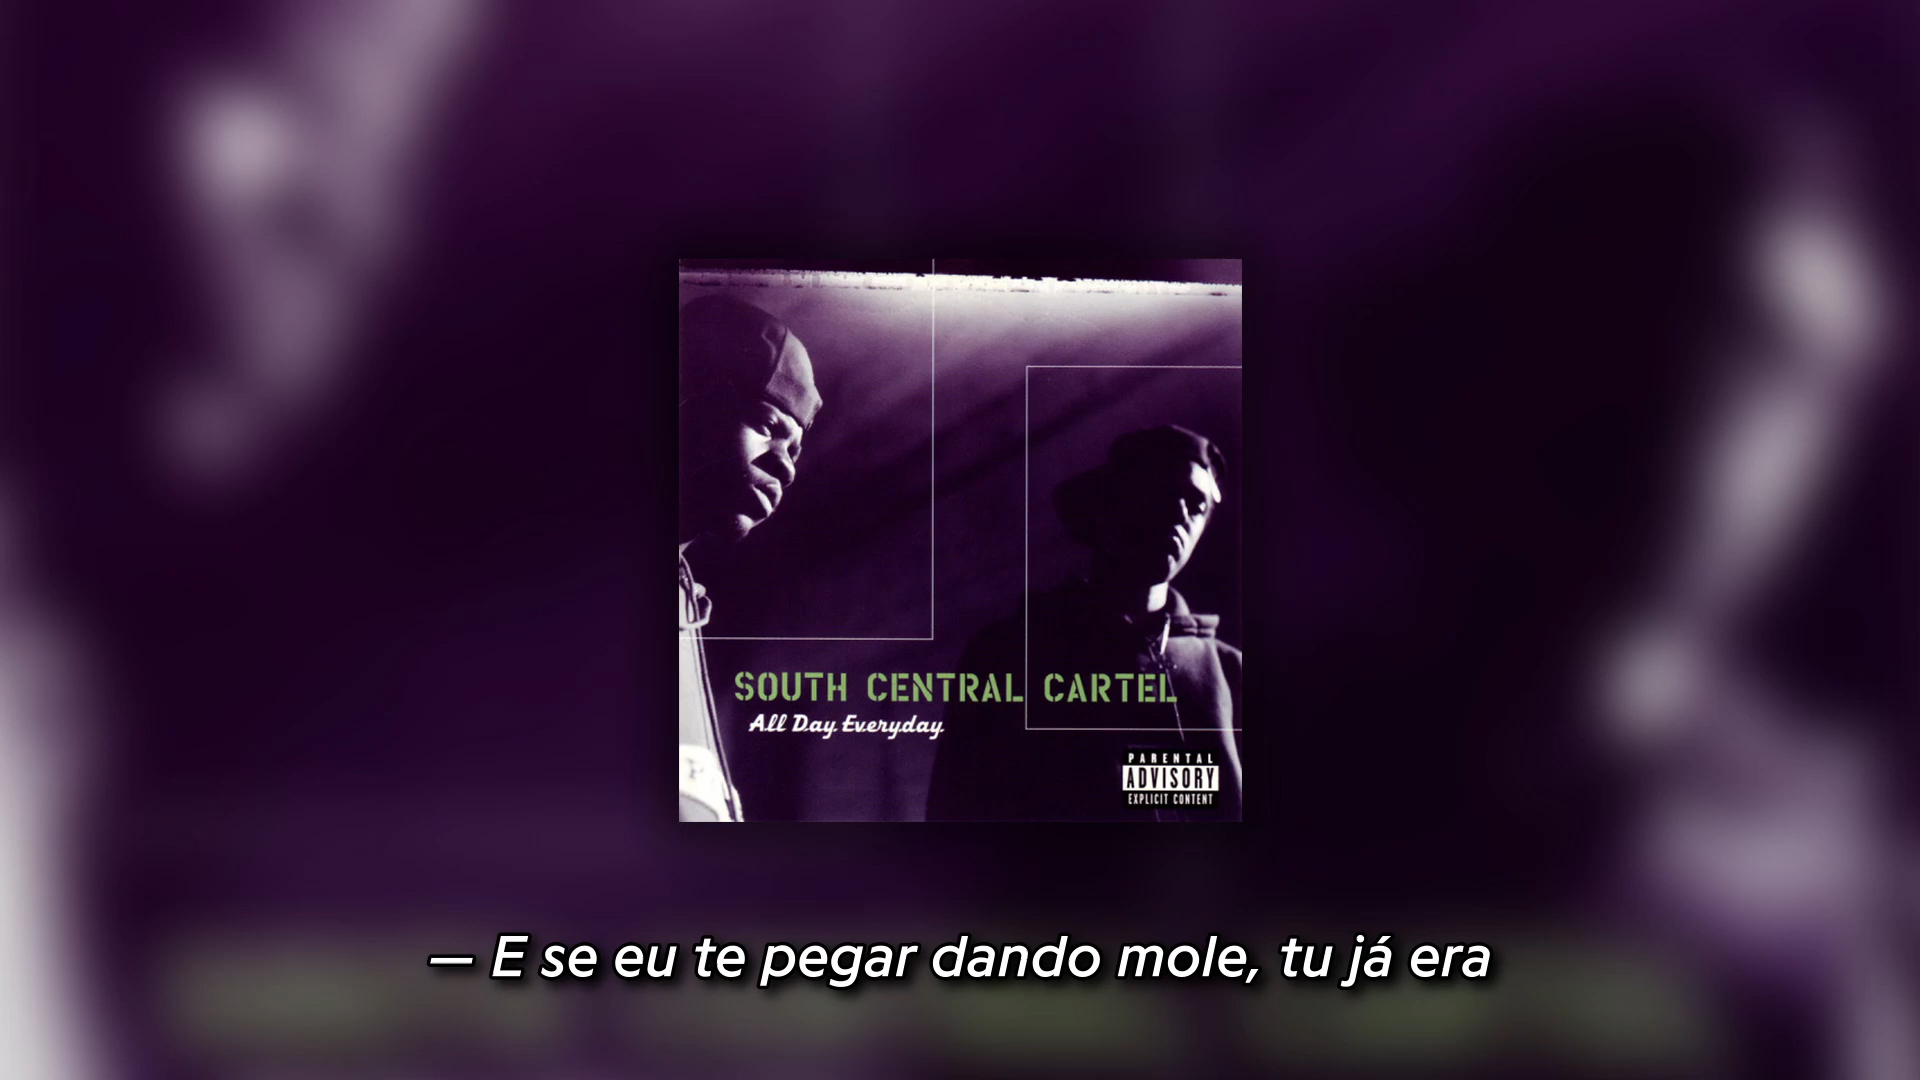 SOUTH CENTRAL CARTEL
All Day Everyday
PARENTAL
ADVISORY
EXPLICIT CONTENT
— E se eu te pegar dando mole, tu já era